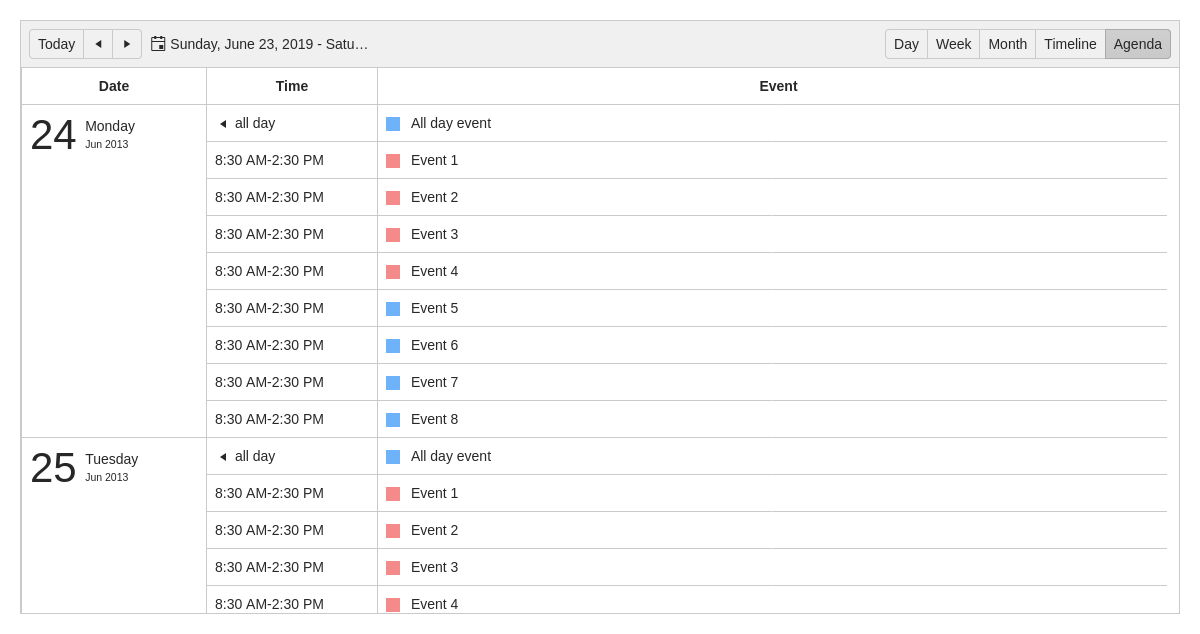 Today Sunday, June 23, 2019 - Satu… Day Week Month Timeline Agenda
Date Time Event
24 Monday
Jun 2013
all day All day event
8:30 AM-2:30 PM Event 1
8:30 AM-2:30 PM Event 2
8:30 AM-2:30 PM Event 3
8:30 AM-2:30 PM Event 4
8:30 AM-2:30 PM Event 5
8:30 AM-2:30 PM Event 6
8:30 AM-2:30 PM Event 7
8:30 AM-2:30 PM Event 8
25 Tuesday
Jun 2013
all day All day event
8:30 AM-2:30 PM Event 1
8:30 AM-2:30 PM Event 2
8:30 AM-2:30 PM Event 3
8:30 AM-2:30 PM Event 4